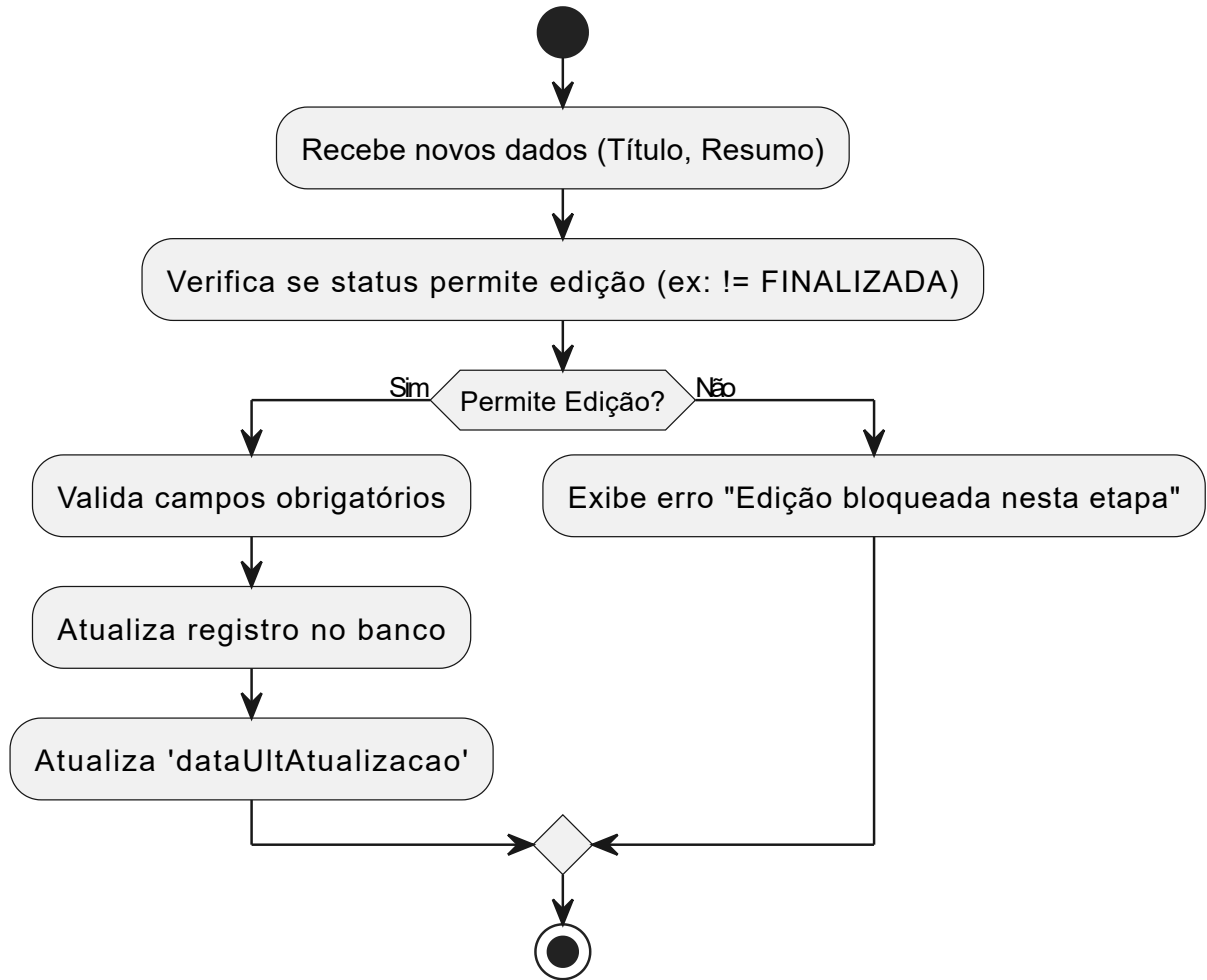 Recebe novos dados (Título, Resumo)
Verifica se status permite edição (ex: != FINALIZADA)
Sim
Permite Edição?
Não
Valida campos obrigatórios
Exibe erro "Edição bloqueada nesta etapa"
Atualiza registro no banco
Atualiza 'dataUltAtualizacao'